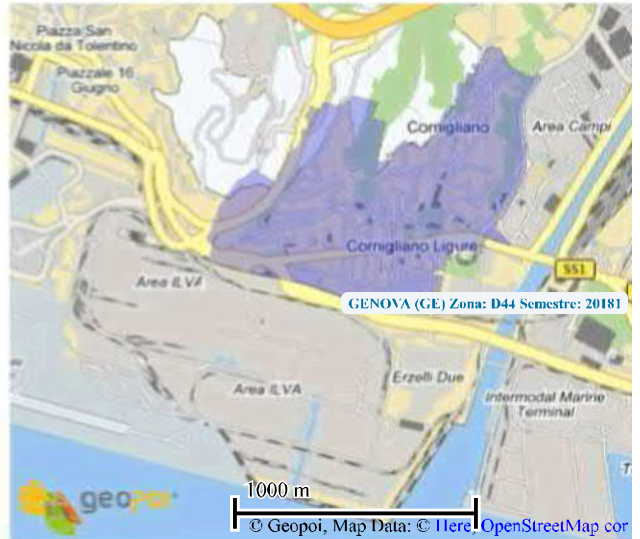 Piazza San
Nicola da Tolentino
Piazzale 16
Giugno
Cornigliano
Area Campi
Cornigliano Ligure
SS1
Area ILVA
GENOVA (GE) Zona: D44 Semestre: 20181
Area ILVA
Erzelli Due
Intermodal Marine
Terminal
T
geopoi
1000 m
© Geopoi, Map Data: © Here, OpenStreetMap cor